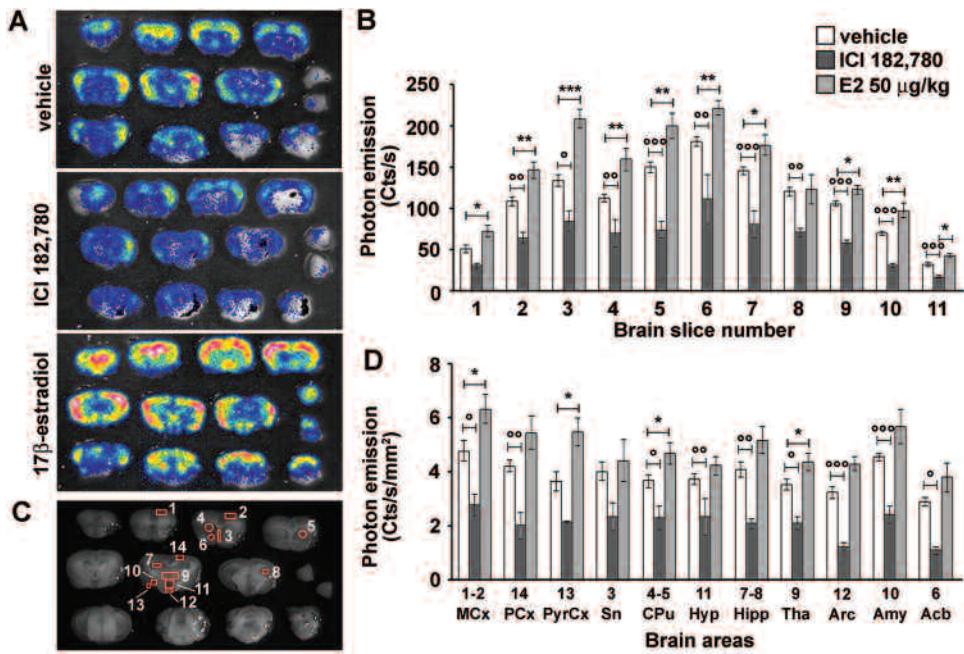 A
vehicle
ICI 182,780
17β-estradiol
B
vehicle
ICI 182,780
E2 50 μg/kg
Photon emission
(Cts/s)
250
200
150
100
50
0
* °° ** ° *** °° ** °°° ** °° ** °°° * °° °°° * °°° ** °°° *
1 2 3 4 5 6 7 8 9 10 11
Brain slice number
C
1
2
4
3
6
5
7
14
10
9
8
11
13
12
D
Photon emission
(Cts/s/mm²)
8
6
4
2
0
° * °° * ° * °° °° ° * °°° °°° °
1-2 14 13 3 4-5 11 7-8 9 12 10 6
MCx PCx PyrCx Sn CPu Hyp Hipp Tha Arc Amy Acb
Brain areas